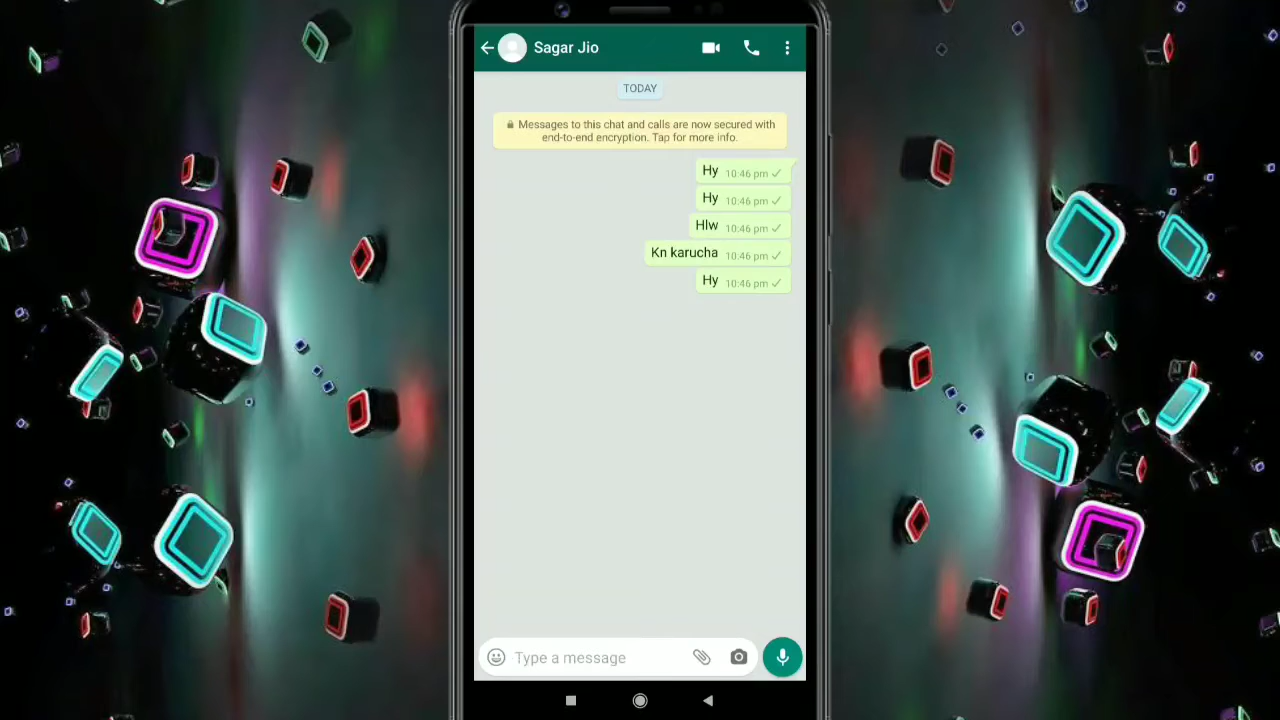 Sagar Jio
TODAY
Messages to this chat and calls are now secured with
end-to-end encryption. Tap for more info.
Hy 10:46 pm
Hy 10:46 pm
Hlw 10:46 pm
Kn karucha 10:46 pm
Hy 10:46 pm
Type a message